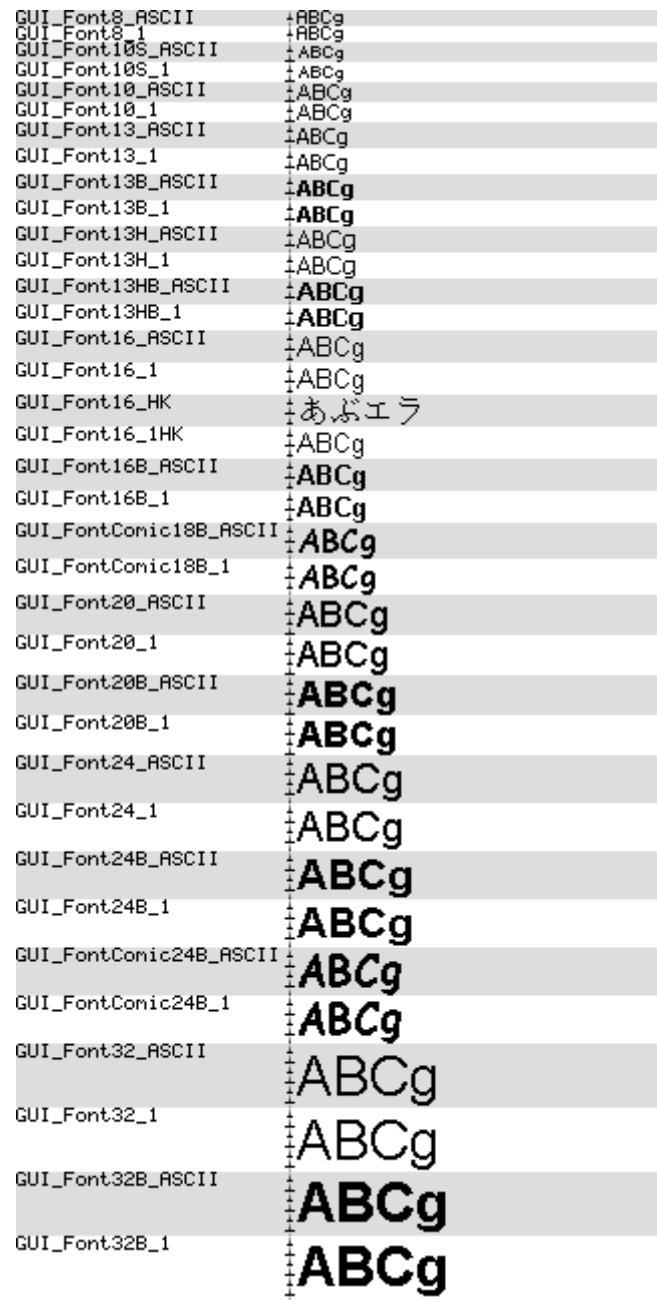 GUI_Font8_ASCII ABCg
GUI_Font8_1 ABCg
GUI_Font10S_ASCII ABCg
GUI_Font10S_1 ABCg
GUI_Font10_ASCII ABCg
GUI_Font10_1 ABCg
GUI_Font13_ASCII ABCg
GUI_Font13_1 ABCg
GUI_Font13B_ASCII ABCg
GUI_Font13B_1 ABCg
GUI_Font13H_ASCII ABCg
GUI_Font13H_1 ABCg
GUI_Font13HB_ASCII ABCg
GUI_Font13HB_1 ABCg
GUI_Font16_ASCII ABCg
GUI_Font16_1 ABCg
GUI_Font16_HK あぶエラ
GUI_Font16_1HK ABCg
GUI_Font16B_ASCII ABCg
GUI_Font16B_1 ABCg
GUI_FontComic18B_ASCII ABCg
GUI_FontComic18B_1 ABCg
GUI_Font20_ASCII ABCg
GUI_Font20_1 ABCg
GUI_Font20B_ASCII ABCg
GUI_Font20B_1 ABCg
GUI_Font24_ASCII ABCg
GUI_Font24_1 ABCg
GUI_Font24B_ASCII ABCg
GUI_Font24B_1 ABCg
GUI_FontComic24B_ASCII ABCg
GUI_FontComic24B_1 ABCg
GUI_Font32_ASCII ABCg
GUI_Font32_1 ABCg
GUI_Font32B_ASCII ABCg
GUI_Font32B_1 ABCg